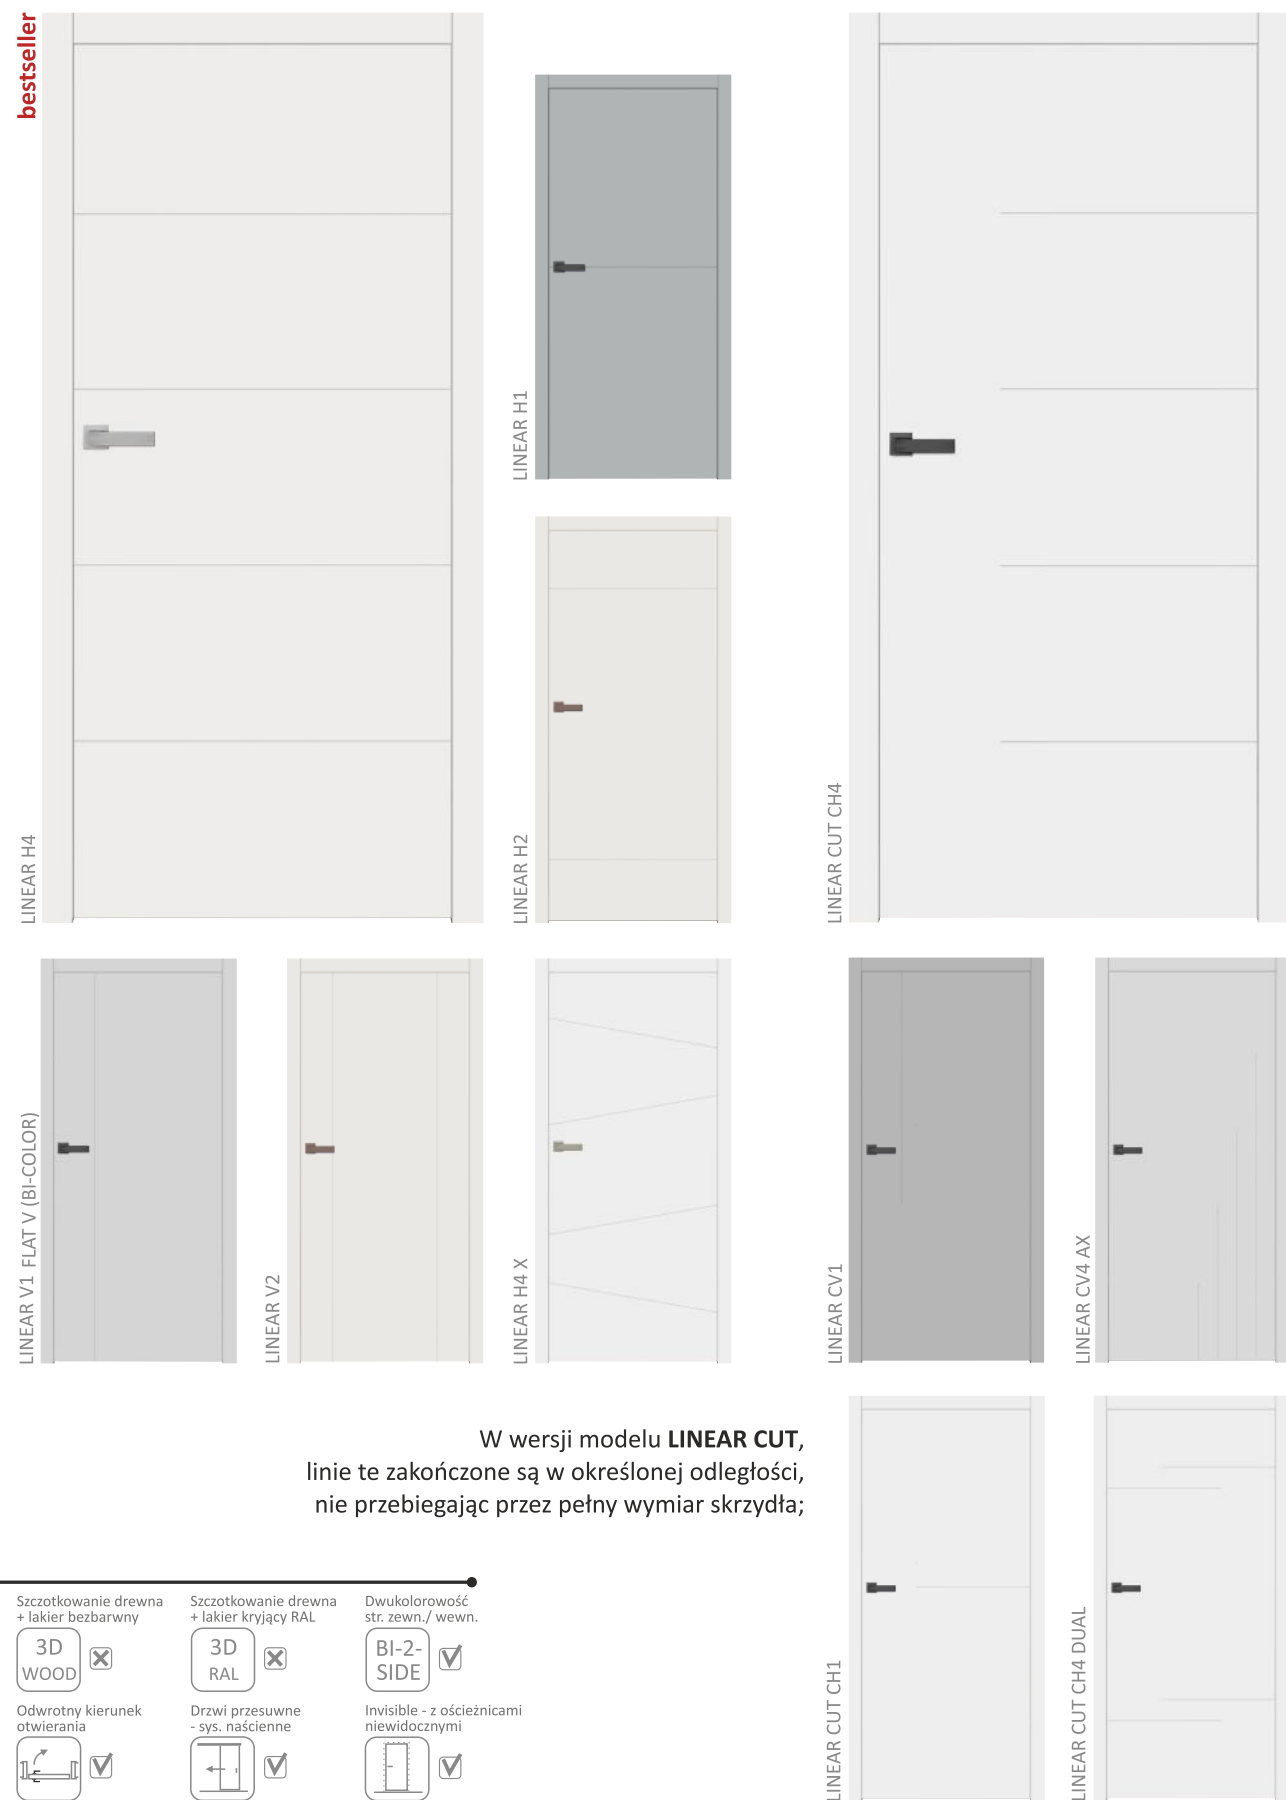 bestseller
LINEAR H4
LINEAR H1
LINEAR H2
LINEAR CUT CH4
LINEAR V1 FLAT V (BI-COLOR)
LINEAR V2
LINEAR H4 X
LINEAR CV1
LINEAR CV4 AX
W wersji modelu LINEAR CUT,
linie te zakończone są w określonej odległości,
nie przebiegając przez pełny wymiar skrzydła;
LINEAR CUT CH1
LINEAR CUT CH4 DUAL
Szczotkowanie drewna
+ lakier bezbarwny
3D
WOOD
Szczotkowanie drewna
+ lakier kryjący RAL
3D
RAL
Dwukolorowość
str. zewn./ wewn.
BI-2-
SIDE
Odwrotny kierunek
otwierania
Drzwi przesuwne
- sys. naścienne
Invisible - z ościeżnicami
niewidocznymi